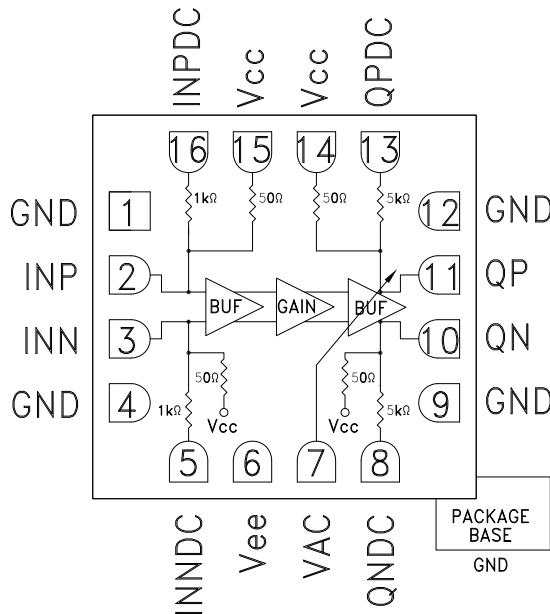 INPDC
Vcc
Vcc
QPDC
16
15
14
13
1kΩ
50Ω
50Ω
5kΩ
GND
1
12
GND
INP
2
11
QP
BUF
GAIN
BUF
INN
3
10
QN
50Ω
50Ω
GND
4
9
GND
1kΩ
Vcc
Vcc
5kΩ
5
6
7
8
INNDC
Vee
VAC
QNDC
PACKAGE
BASE
GND